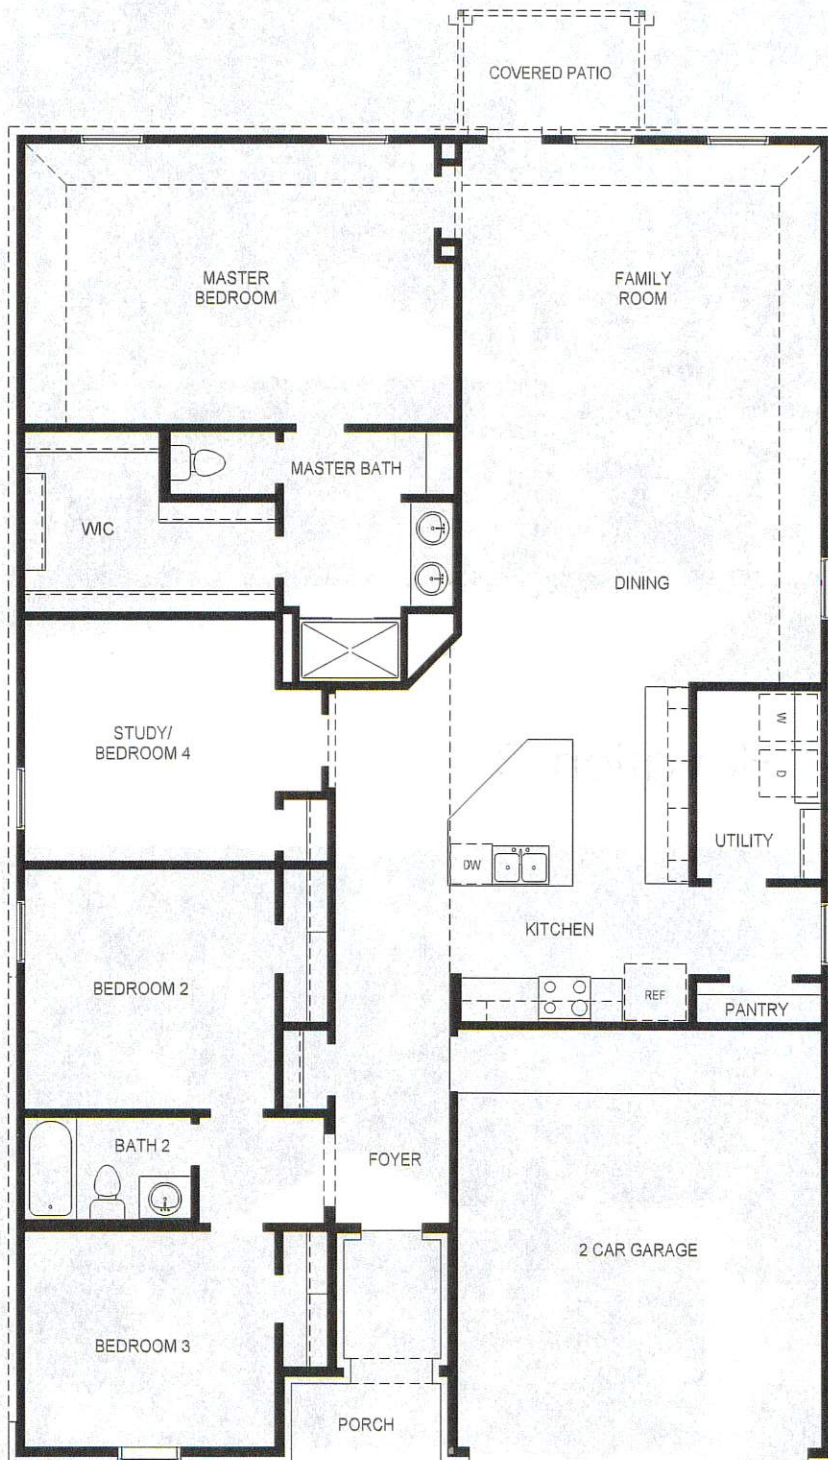 COVERED PATIO
MASTER
BEDROOM
FAMILY
ROOM
MASTER BATH
WIC
DINING
STUDY/
BEDROOM 4
W
D
UTILITY
DW
KITCHEN
BEDROOM 2
REF
PANTRY
BATH 2
FOYER
2 CAR GARAGE
BEDROOM 3
PORCH